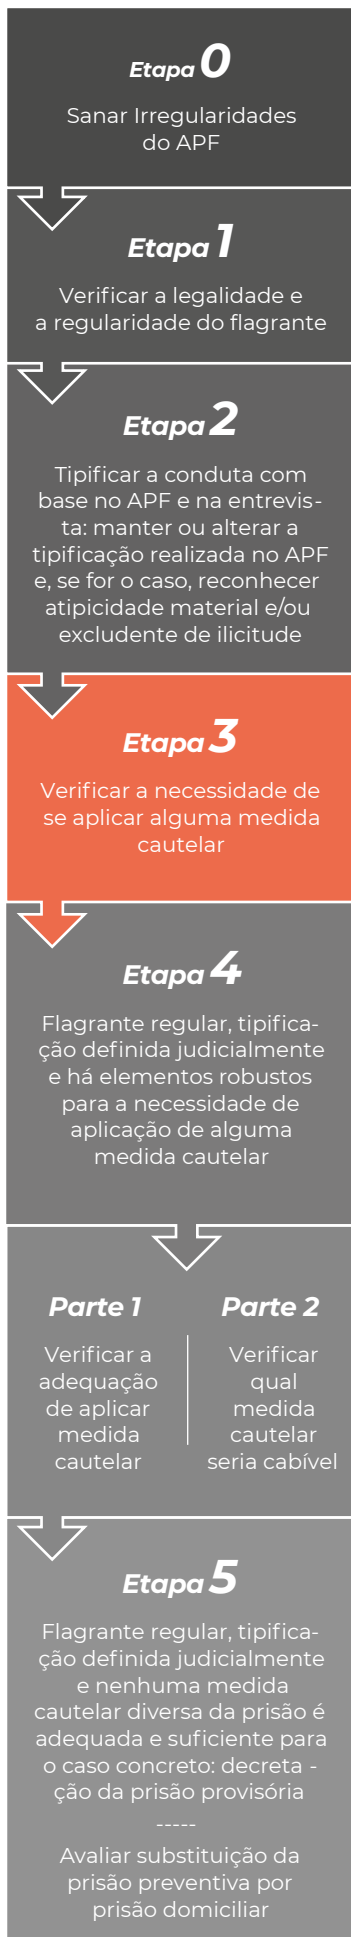 Etapa 0
Sanar Irregularidades
do APF
Etapa 1
Verificar a legalidade e
a regularidade do flagrante
Etapa 2
Tipificar a conduta com
base no APF e na entrevis-
ta: manter ou alterar a
tipificação realizada no APF
e, se for o caso, reconhecer
atipicidade material e/ou
excludente de ilicitude
Etapa 3
Verificar a necessidade de
se aplicar alguma medida
cautelar
Etapa 4
Flagrante regular, tipifica-
ção definida judicialmente
e há elementos robustos
para a necessidade de
aplicação de alguma
medida cautelar
Parte 1
Verificar a
adequação
de aplicar
medida
cautelar
Parte 2
Verificar
qual
medida
cautelar
seria cabível
Etapa 5
Flagrante regular, tipifica-
ção definida judicialmente
e nenhuma medida
cautelar diversa da prisão é
adequada e suficiente para
o caso concreto: decreta -
ção da prisão provisória
-----
Avaliar substituição da
prisão preventiva por
prisão domiciliar